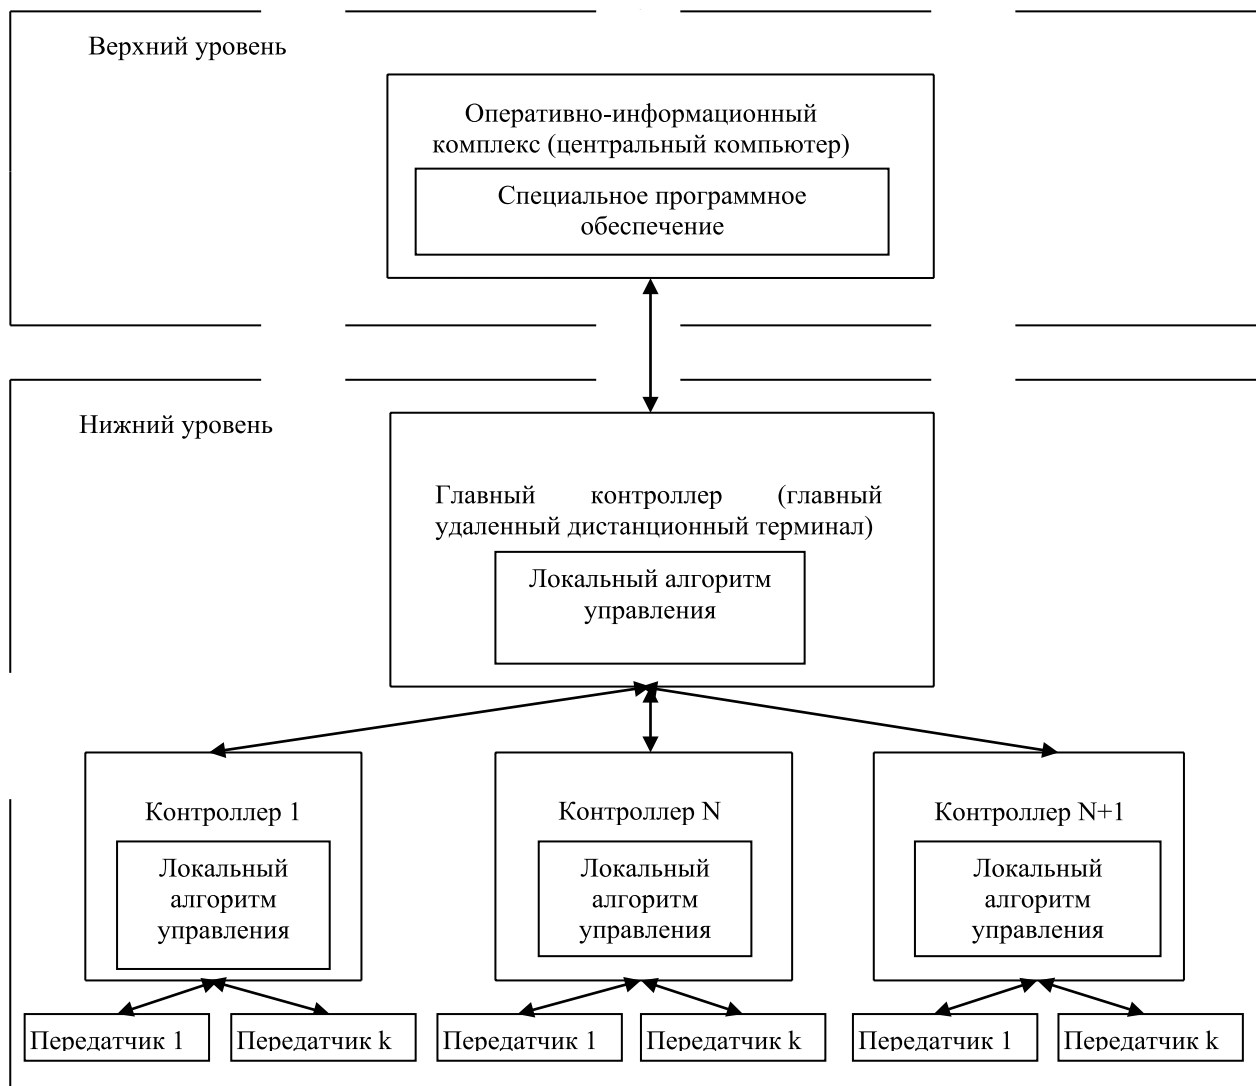 Верхний уровень
Оперативно-информационный
комплекс (центральный компьютер)
Специальное программное
обеспечение
Нижний уровень
Главный контроллер (главный
удаленный дистанционный терминал)
Локальный алгоритм
управления
Контроллер 1
Локальный
алгоритм
управления
Контроллер N
Локальный
алгоритм
управления
Контроллер N+1
Локальный
алгоритм
управления
Передатчик 1
Передатчик k
Передатчик 1
Передатчик k
Передатчик 1
Передатчик k